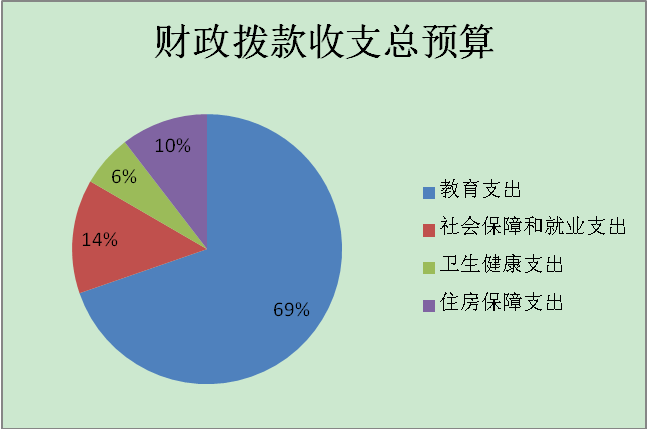 财政拨款收支总预算
10%
6%
14%
69%
教育支出
社会保障和就业支出
卫生健康支出
住房保障支出